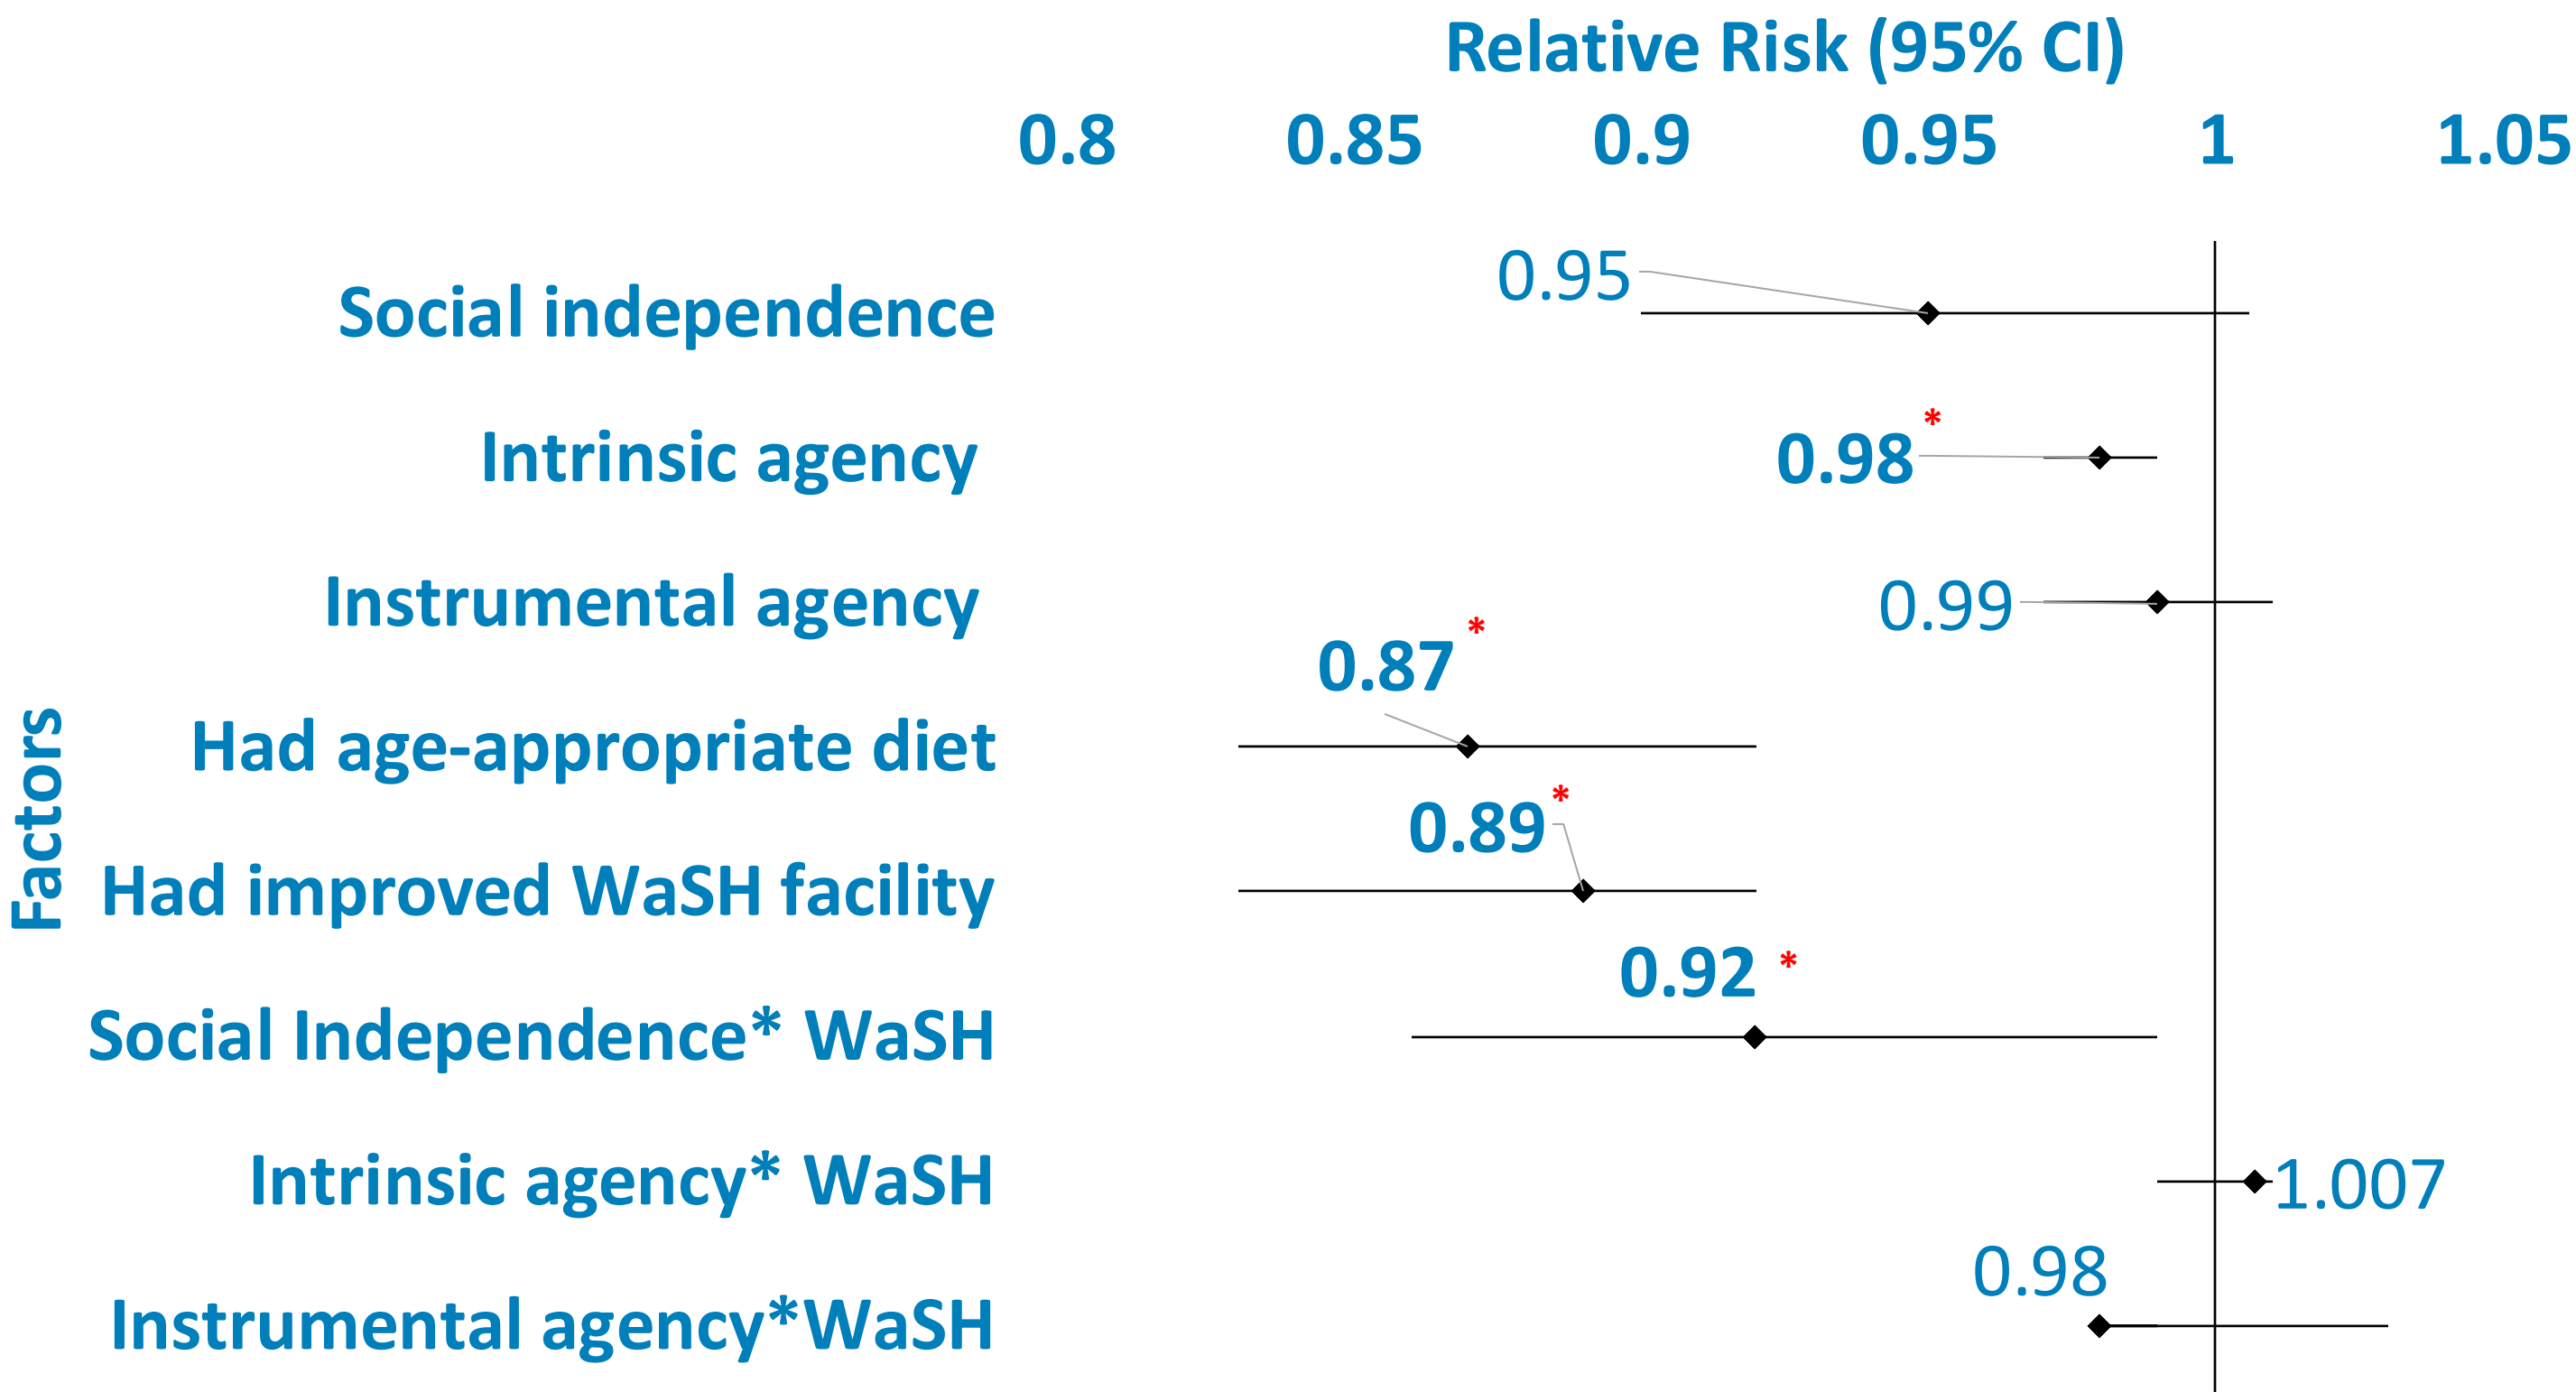 Relative Risk (95% CI)
0.8 0.85 0.9 0.95 1 1.05
Factors
Social independence
0.95
Intrinsic agency
0.98*
Instrumental agency
0.99
Had age-appropriate diet
0.87*
Had improved WaSH facility
0.89*
Social Independence* WaSH
0.92 *
Intrinsic agency* WaSH
1.007
Instrumental agency*WaSH
0.98